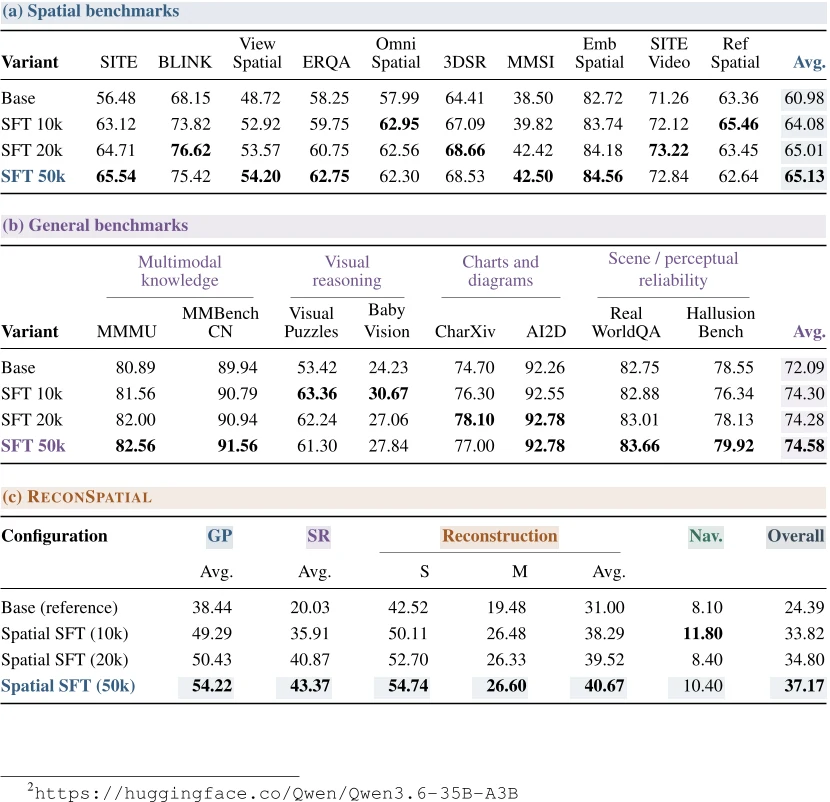 (a) Spatial benchmarks
Variant SITE BLINK View Spatial ERQA Omni Spatial 3DSR MMSI Emb Spatial SITE Video Ref Spatial Avg.
Base 56.48 68.15 48.72 58.25 57.99 64.41 38.50 82.72 71.26 63.36 60.98
SFT 10k 63.12 73.82 52.92 59.75 62.95 67.09 39.82 83.74 72.12 65.46 64.08
SFT 20k 64.71 76.62 53.57 60.75 62.56 68.66 42.42 84.18 73.22 63.45 65.01
SFT 50k 65.54 75.42 54.20 62.75 62.30 68.53 42.50 84.56 72.84 62.64 65.13
(b) General benchmarks
Multimodal knowledge Visual reasoning Charts and diagrams Scene / perceptual reliability
Variant MMMU MMBench CN Visual Puzzles Baby Vision CharXiv AI2D Real WorldQA Hallusion Bench Avg.
Base 80.89 89.94 53.42 24.23 74.70 92.26 82.75 78.55 72.09
SFT 10k 81.56 90.79 63.36 30.67 76.30 92.55 82.88 76.34 74.30
SFT 20k 82.00 90.94 62.24 27.06 78.10 92.78 83.01 78.13 74.28
SFT 50k 82.56 91.56 61.30 27.84 77.00 92.78 83.66 79.92 74.58
(c) RECONSPATIAL
Configuration GP SR Reconstruction Nav. Overall
Avg. Avg. S M Avg.
Base (reference) 38.44 20.03 42.52 19.48 31.00 8.10 24.39
Spatial SFT (10k) 49.29 35.91 50.11 26.48 38.29 11.80 33.82
Spatial SFT (20k) 50.43 40.87 52.70 26.33 39.52 8.40 34.80
Spatial SFT (50k) 54.22 43.37 54.74 26.60 40.67 10.40 37.17
2https://huggingface.co/Qwen/Qwen3.6-35B-A3B